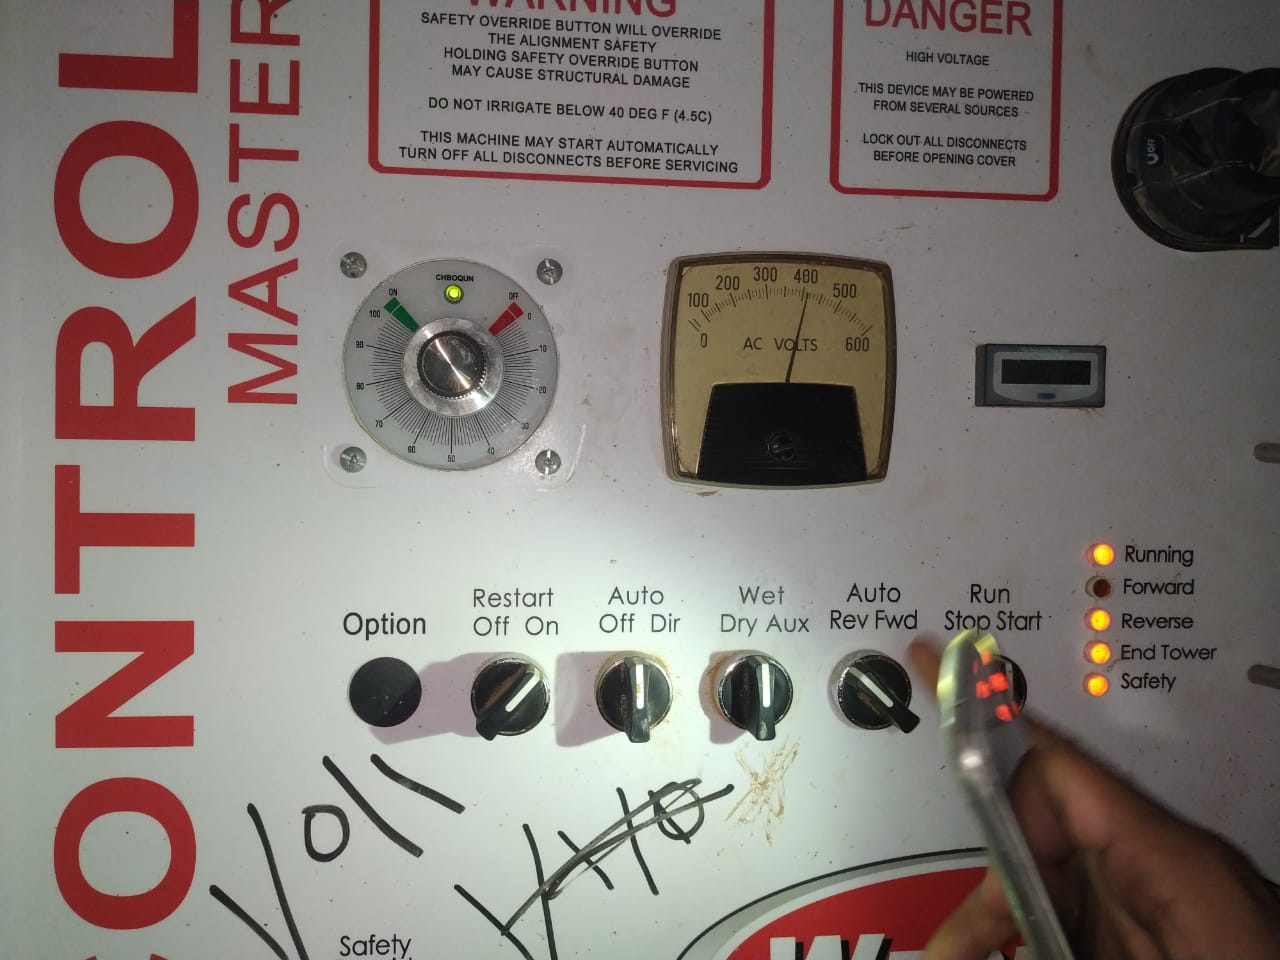 CONTROL
MASTER
WARNING
SAFETY OVERRIDE BUTTON WILL OVERRIDE
THE ALIGNMENT SAFETY
HOLDING SAFETY OVERRIDE BUTTON
MAY CAUSE STRUCTURAL DAMAGE
DO NOT IRRIGATE BELOW 40 DEG F (4.5C)
THIS MACHINE MAY START AUTOMATICALLY
TURN OFF ALL DISCONNECTS BEFORE SERVICING
DANGER
HIGH VOLTAGE
THIS DEVICE MAY BE POWERED
FROM SEVERAL SOURCES
LOCK OUT ALL DISCONNECTS
BEFORE OPENING COVER
OFF
CHBOQUN
ON OFF
100 0
90 10
80 20
70 30
60 50 40
0 100 200 300 400 500 600
AC VOLTS
Running
Forward
Reverse
End Tower
Safety
Option
Restart
Off On
Auto
Off Dir
Wet
Dry Aux
Auto
Rev Fwd
Run
Stop Start
Safety